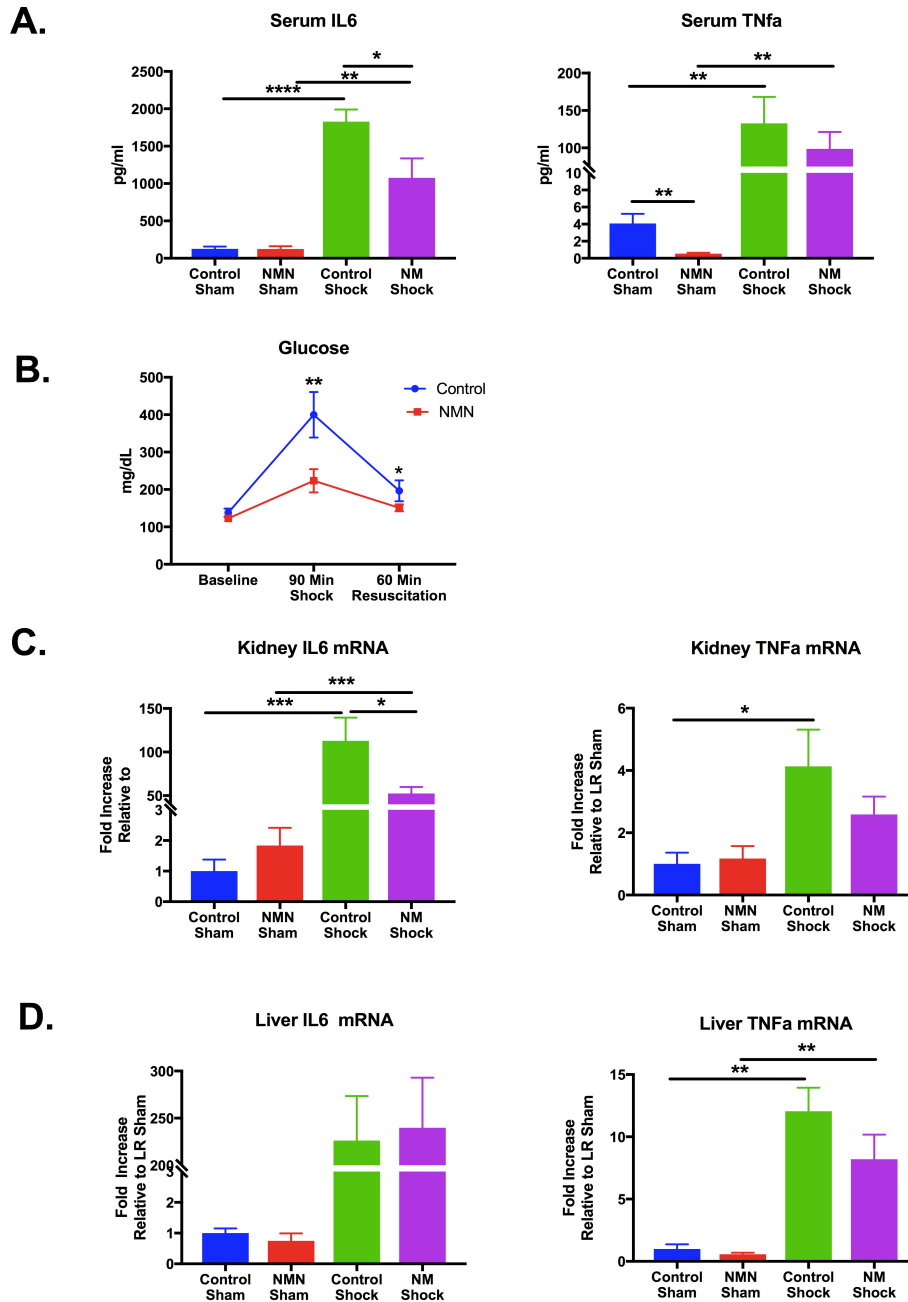 A.
Serum IL6
Serum TNfa
pg/ml
2500
2000
1500
1000
500
0
****
**
*
Control Sham
NMN Sham
Control Shock
NM Shock
pg/ml
200
150
100
10
8
6
4
2
0
**
**
**
Control Sham
NMN Sham
Control Shock
NM Shock
B.
Glucose
mg/dL
500
400
300
200
100
0
**
*
Control
NMN
Baseline
90 Min Shock
60 Min Resuscitation
C.
Kidney IL6 mRNA
Kidney TNFa mRNA
Fold Increase
Relative to
150
100
50
3
2
1
0
***
***
*
Control Sham
NMN Sham
Control Shock
NM Shock
Fold Increase
Relative to LR Sham
6
4
2
0
*
Control Sham
NMN Sham
Control Shock
NM Shock
D.
Liver IL6 mRNA
Liver TNFa mRNA
Fold Increase
Relative to LR Sham
300
250
200
3
2
1
0
Control Sham
NMN Sham
Control Shock
NM Shock
Fold Increase
Relative to LR Sham
15
10
5
0
**
**
Control Sham
NMN Sham
Control Shock
NM Shock